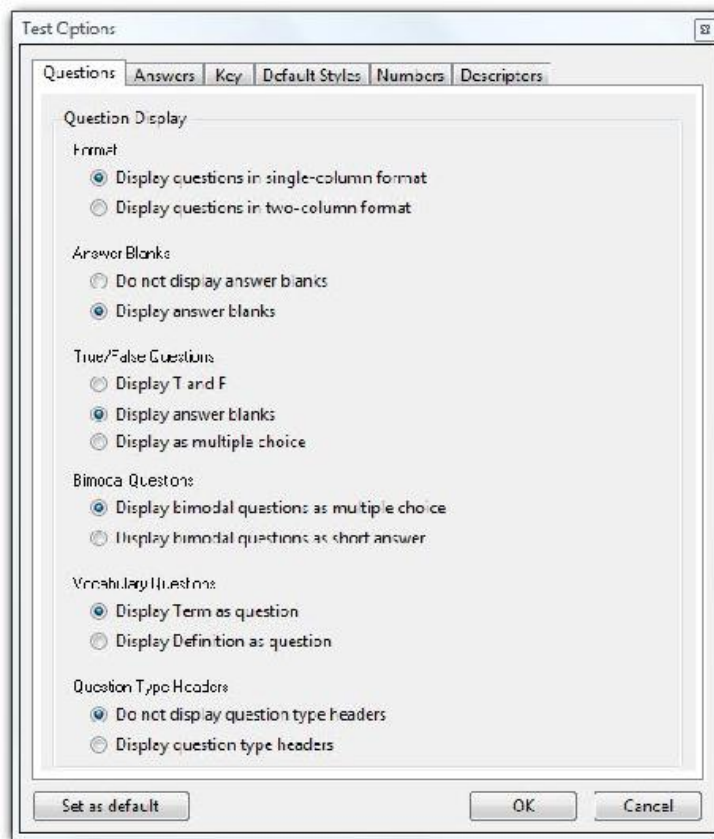 Test Options
Questions Answers Key Default Styles Numbers Descriptors
Question Display
Format
Display questions in single-column format
Display questions in two-column format
Answer Blanks
Do not display answer blanks
Display answer blanks
True/False Questions
Display T and F
Display answer blanks
Display as multiple choice
Bimodal Questions
Display bimodal questions as multiple choice
Display bimodal questions as short answer
Vocabulary Questions
Display Term as question
Display Definition as question
Question Type Headers
Do not display question type headers
Display question type headers
Set as default OK Cancel